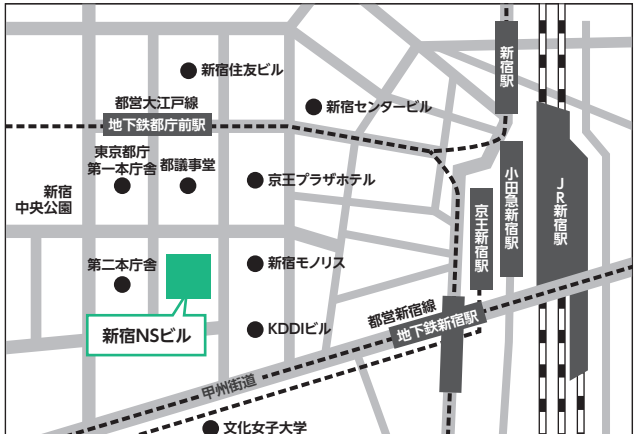 新宿住友ビル
新宿駅
都営大江戸線
地下鉄都庁前駅
新宿センタービル
東京都庁
第一本庁舎
都議事堂
京王プラザホテル
新宿
中央公園
小田急新宿駅
JR新宿駅
京王新宿駅
第二本庁舎
新宿モノリス
新宿NSビル
KDDIビル
都営新宿線
地下鉄新宿駅
甲州街道
文化女子大学